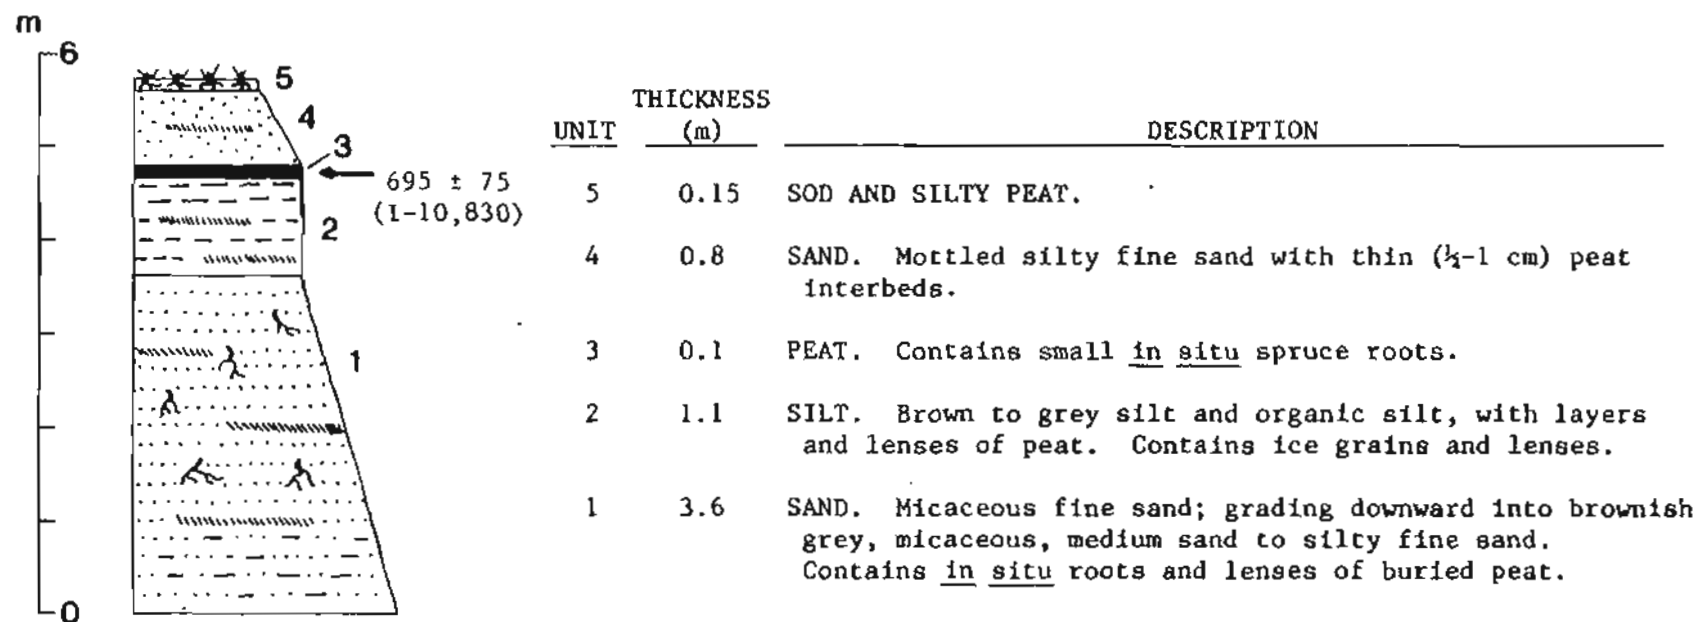 m
6
5
4
3
695 ± 75
(I-10,830)
2
1
0
THICKNESS
UNIT (m) DESCRIPTION
5 0.15 SOD AND SILTY PEAT.
4 0.8 SAND. Mottled silty fine sand with thin (½-1 cm) peat
interbeds.
3 0.1 PEAT. Contains small in situ spruce roots.
2 1.1 SILT. Brown to grey silt and organic silt, with layers
and lenses of peat. Contains ice grains and lenses.
1 3.6 SAND. Micaceous fine sand; grading downward into brownish
grey, micaceous, medium sand to silty fine sand.
Contains in situ roots and lenses of buried peat.